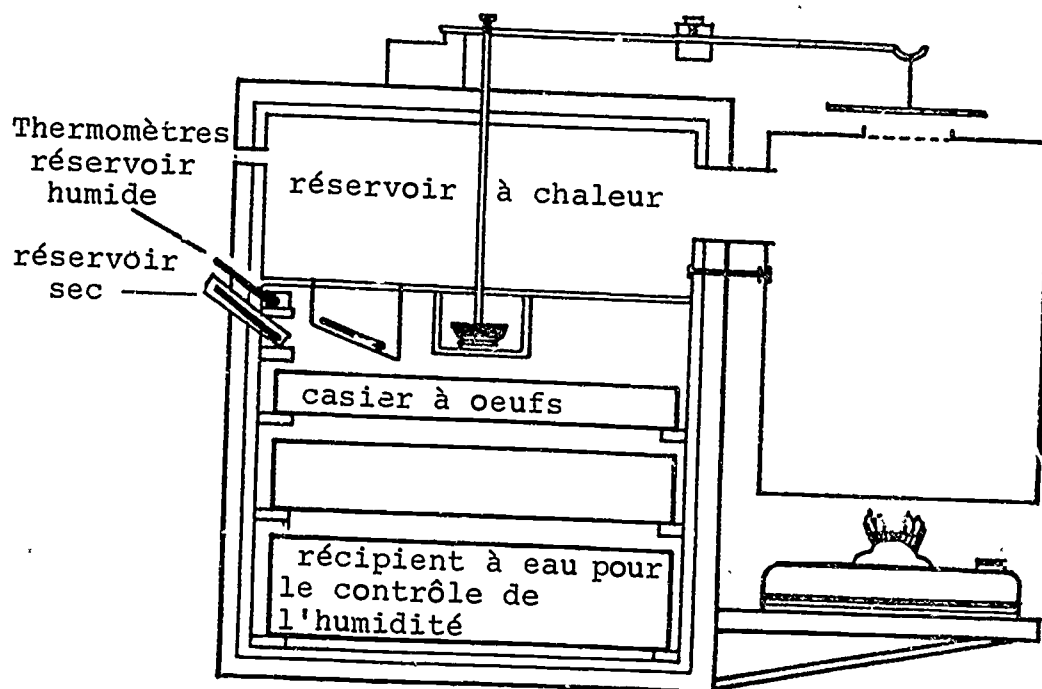 Thermomètres
réservoir
humide
réservoir
sec
réservoir à chaleur
casier à oeufs
récipient à eau pour
le contrôle de
l'humidité